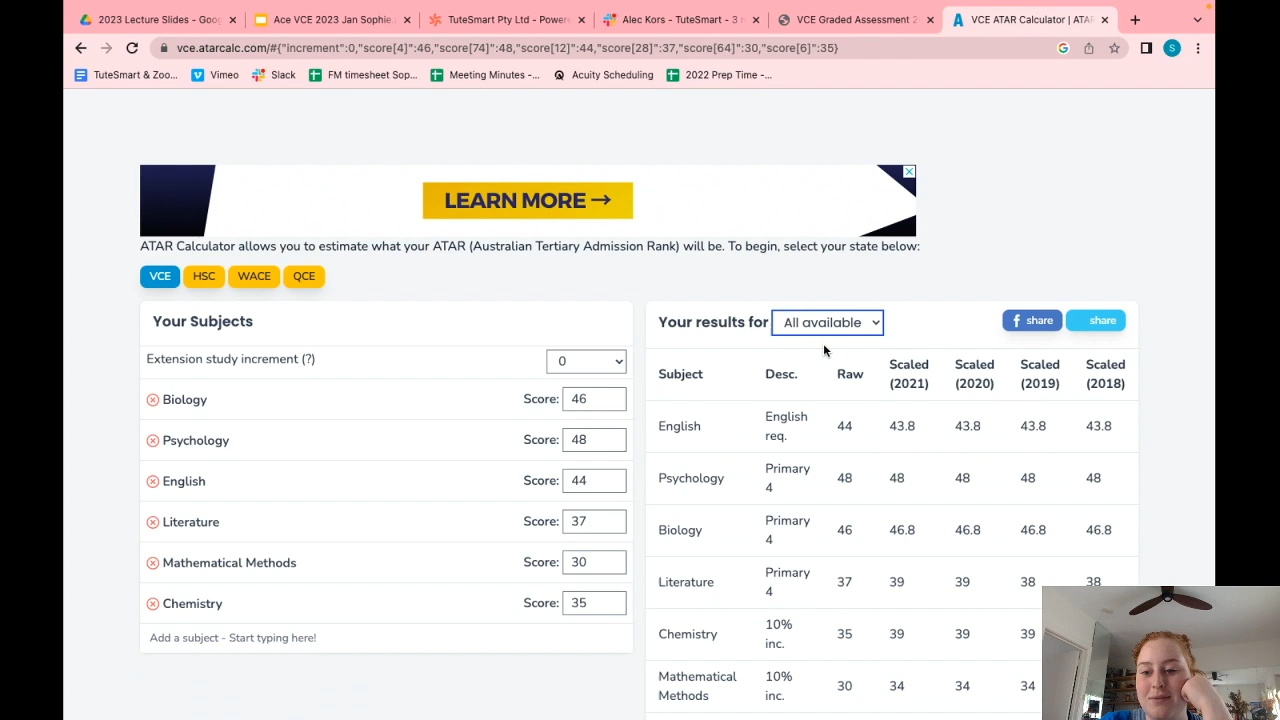 2023 Lecture Slides - Goog
Ace VCE 2023 Jan Sophie.
TuteSmart Pty Ltd - Power
Alec Kors - TuteSmart - 3 n
VCE Graded Assessment 2
VCE ATAR Calculator | ATAR
vce.atarcalc.com/#{"increment":0,"score[4]":46,"score[74]":48,"score[12]":44,"score[28]":37,"score[64]":30,"score[6]":35}
S
TuteSmart & Zoo...
Vimeo
Slack
FM timesheet Sop...
Meeting Minutes -...
Acuity Scheduling
2022 Prep Time -...
LEARN MORE →
ATAR Calculator allows you to estimate what your ATAR (Australian Tertiary Admission Rank) will be. To begin, select your state below:
VCE HSC WACE QCE
Your Subjects
Extension study increment (?) 0
Biology Score: 46
Psychology Score: 48
English Score: 44
Literature Score: 37
Mathematical Methods Score: 30
Chemistry Score: 35
Add a subject - Start typing here!
Your results for All available
share
share
Subject Desc. Raw Scaled (2021) Scaled (2020) Scaled (2019) Scaled (2018)
English English req. 44 43.8 43.8 43.8 43.8
Psychology Primary 4 48 48 48 48 48
Biology Primary 4 46 46.8 46.8 46.8 46.8
Literature Primary 4 37 39 39 38 38
Chemistry 10% inc. 35 39 39 39
Mathematical Methods 10% inc. 30 34 34 34